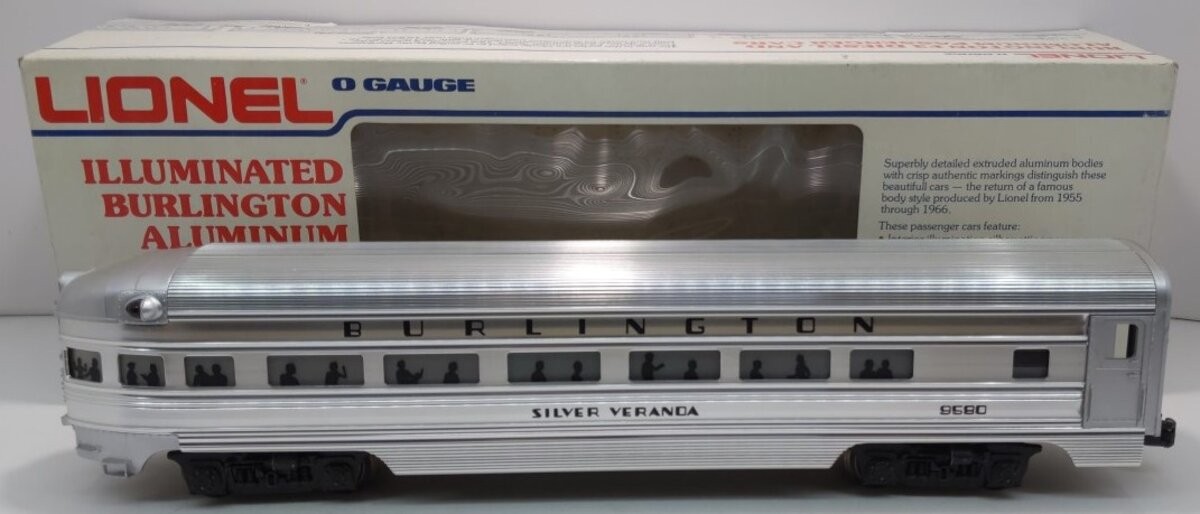 LIONEL
O GAUGE
ILLUMINATED
BURLINGTON
ALUMINUM
Superbly detailed extruded aluminum bodies
with crisp authentic markings distinguish these
beautifull cars — the return of a famous
body style produced by Lionel from 1955
through 1966.
These passenger cars feature:
BURLINGTON
SILVER VERANDA
9580
LIONEL